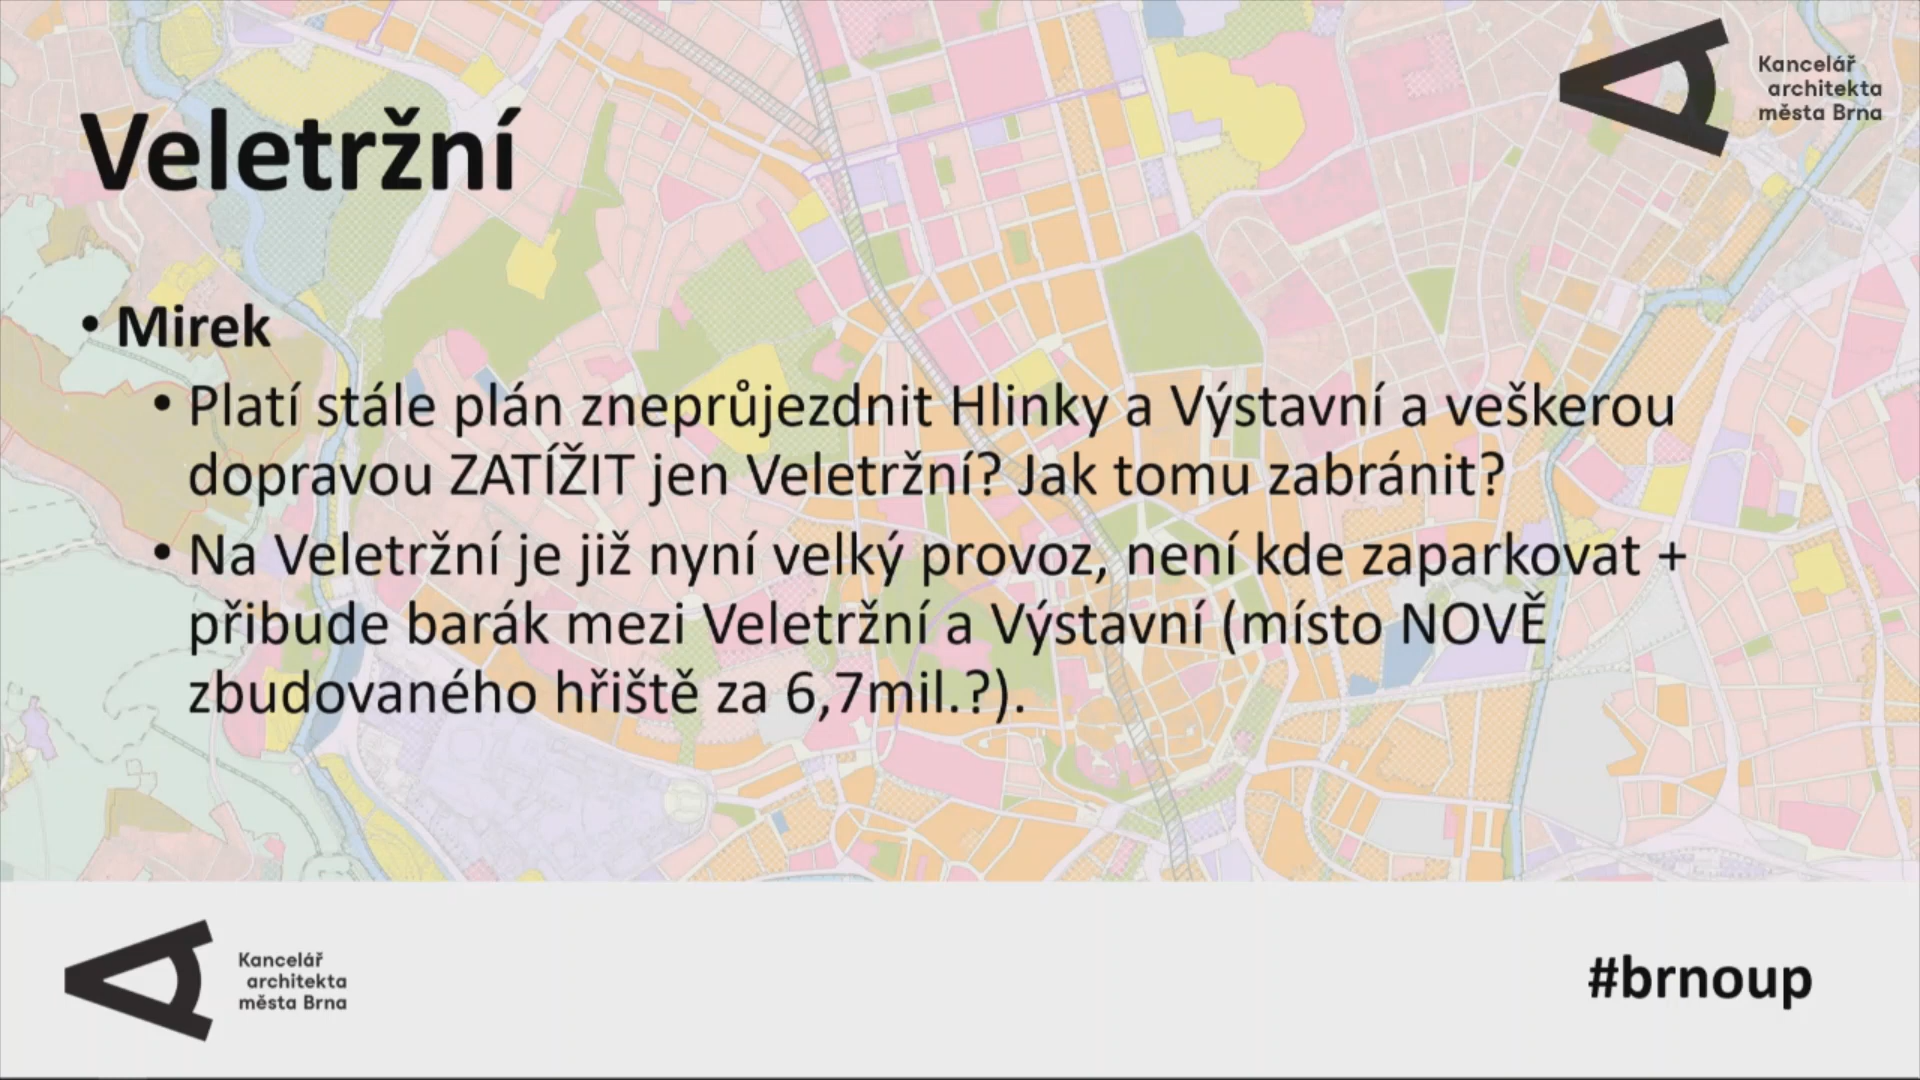 Kancelář
architekta
města Brna
Veletržní
• Mirek
• Platí stále plán zneprůjezdnit Hlinky a Výstavní a veškerou
dopravou ZATÍŽIT jen Veletržní? Jak tomu zabránit?
• Na Veletržní je již nyní velký provoz, není kde zaparkovat +
přibude barák mezi Veletržní a Výstavní (místo NOVĚ
zbudovaného hřiště za 6,7mil.?).
Kancelář
architekta
města Brna
#brnoup